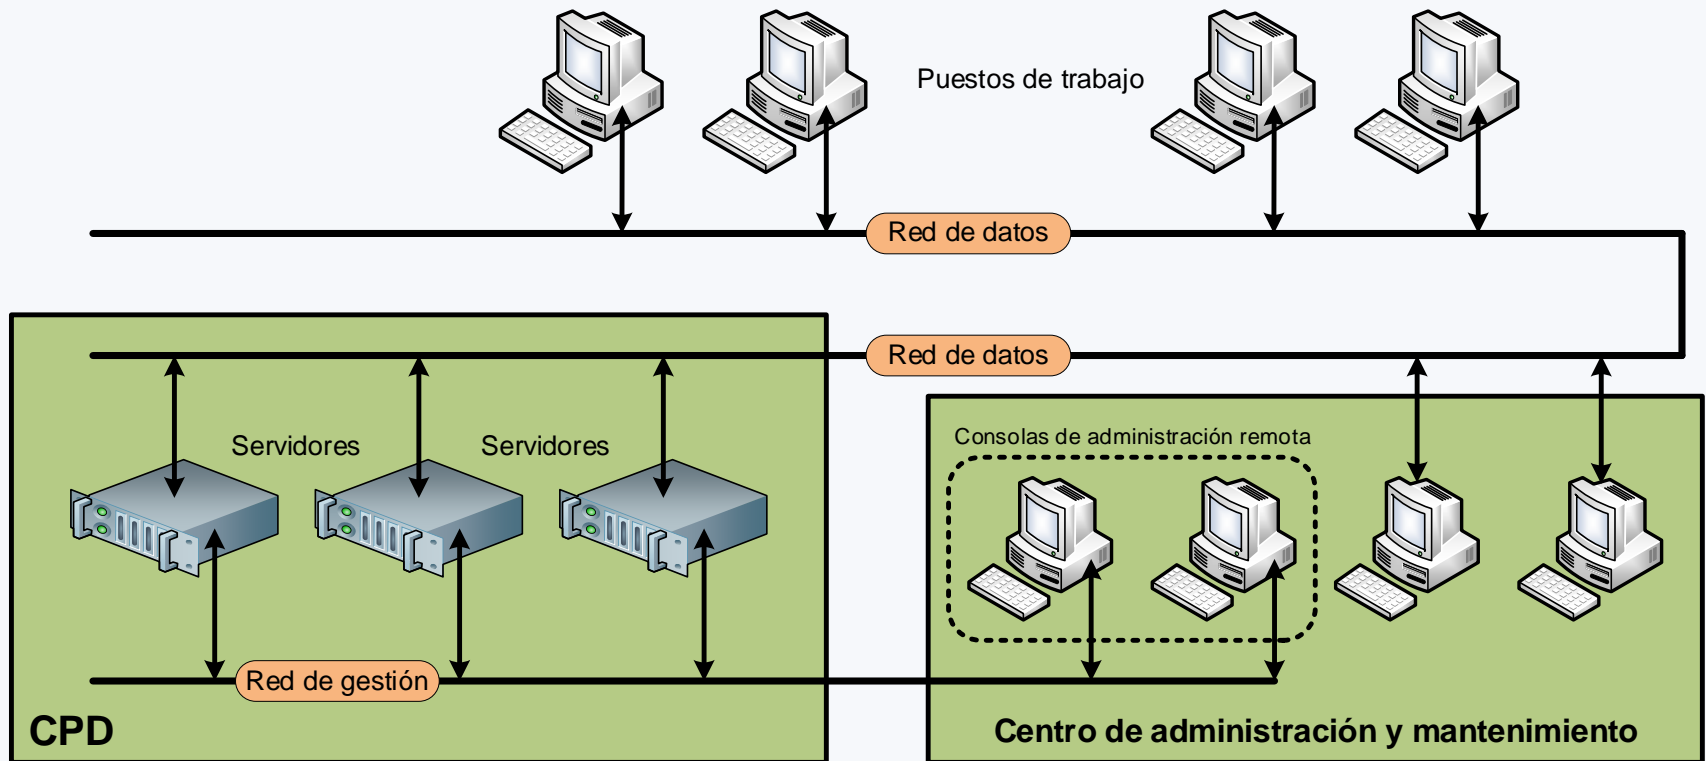 Puestos de trabajo
Red de datos
Red de datos
Servidores
Servidores
Consolas de administración remota
Red de gestión
CPD
Centro de administración y mantenimiento